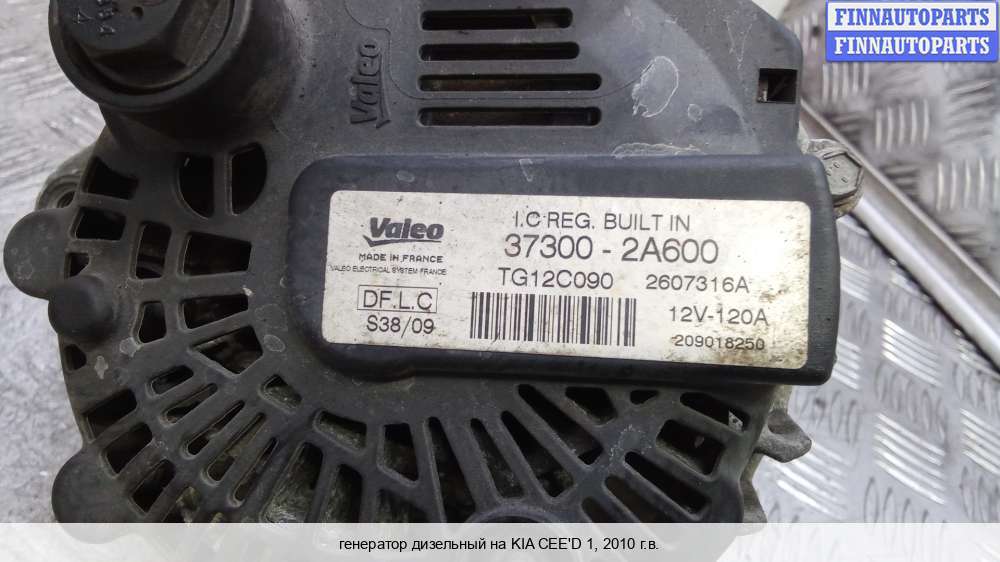 FINNAUTOPARTS
FINNAUTOPARTS
4
Valeo
Valeo
I.C REG. BUILT IN
37300 - 2A600
MADE IN FRANCE
VALEO ELECTRICAL SYSTEM FRANCE
TG12C090 2607316A
DF.L.C
S38/09
12V-120A
209018250
генератор дизельный на KIA CEE'D 1, 2010 г.в.